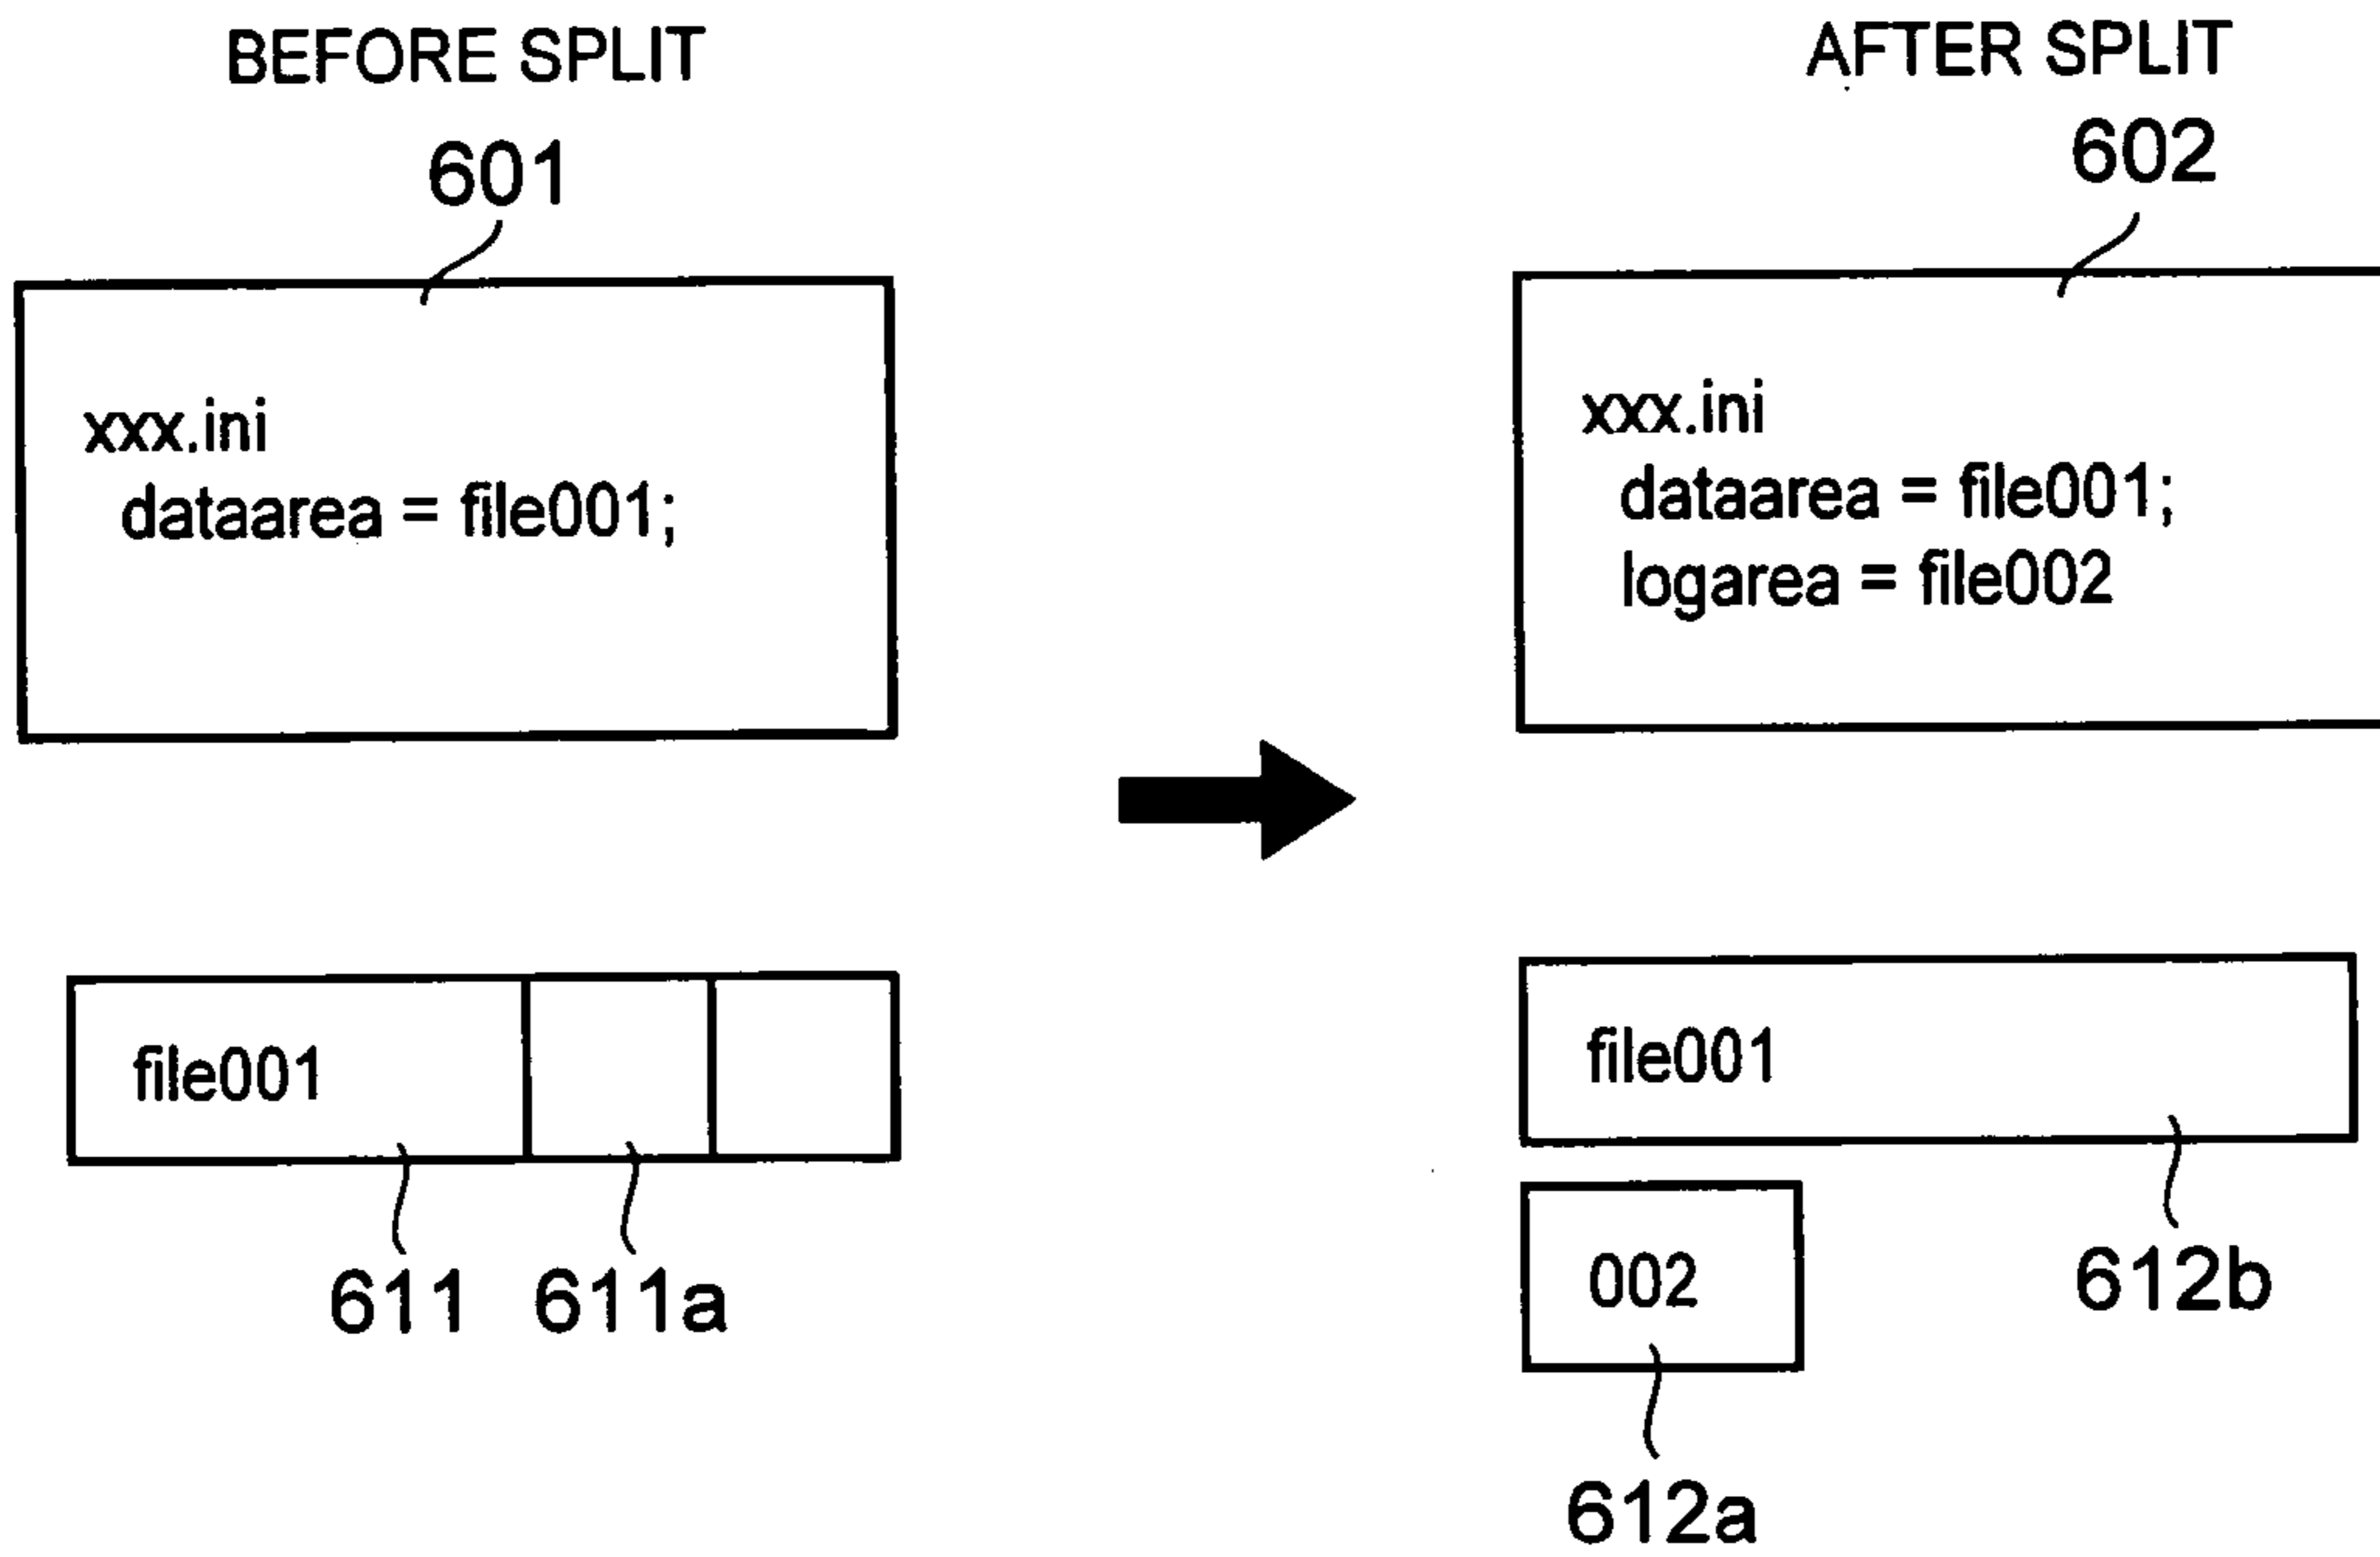 BEFORE SPLIT
601
xxx.ini
dataarea = file001;
file001
611 611a
AFTER SPLIT
602
xxx.ini
dataarea = file001;
logarea = file002
file001
612b
002
612a